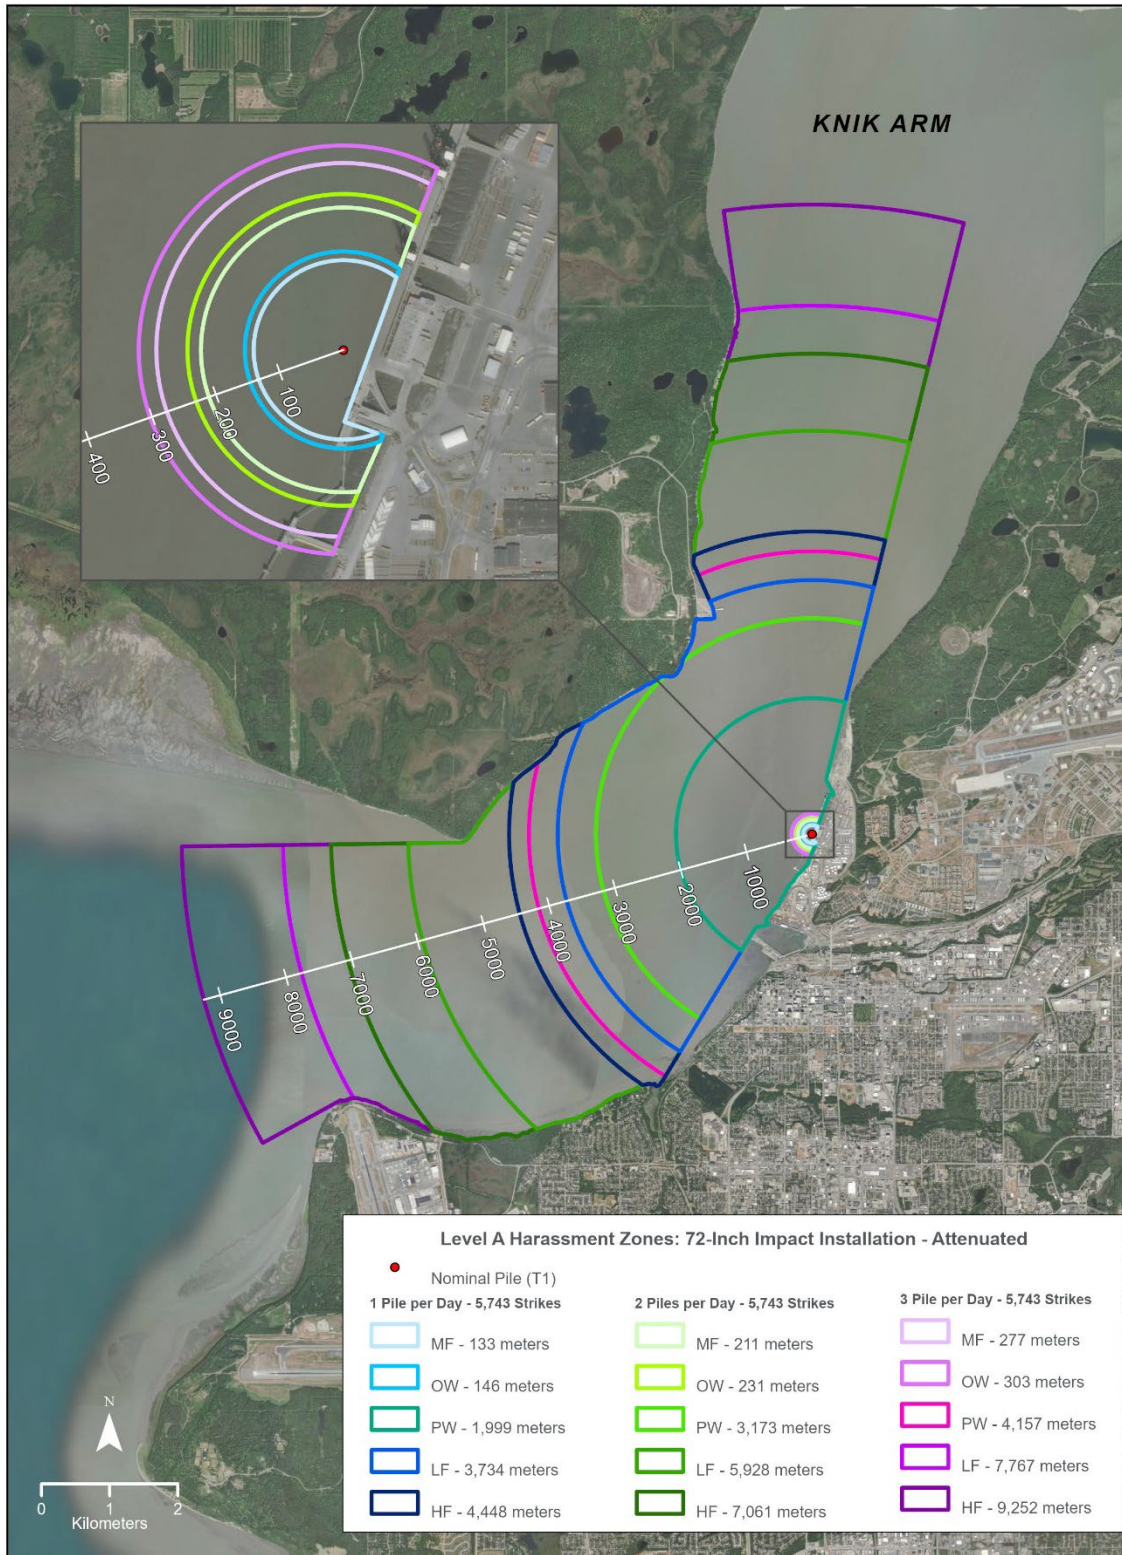 KNIK ARM
100
200
300
400
1000
2000
3000
4000
5000
6000
7000
8000
9000
Level A Harassment Zones: 72-Inch Impact Installation - Attenuated
Nominal Pile (T1)
1 Pile per Day - 5,743 Strikes
MF - 133 meters
OW - 146 meters
PW - 1,999 meters
LF - 3,734 meters
HF - 4,448 meters
2 Piles per Day - 5,743 Strikes
MF - 211 meters
OW - 231 meters
PW - 3,173 meters
LF - 5,928 meters
HF - 7,061 meters
3 Pile per Day - 5,743 Strikes
MF - 277 meters
OW - 303 meters
PW - 4,157 meters
LF - 7,767 meters
HF - 9,252 meters
N
0 1 2
Kilometers